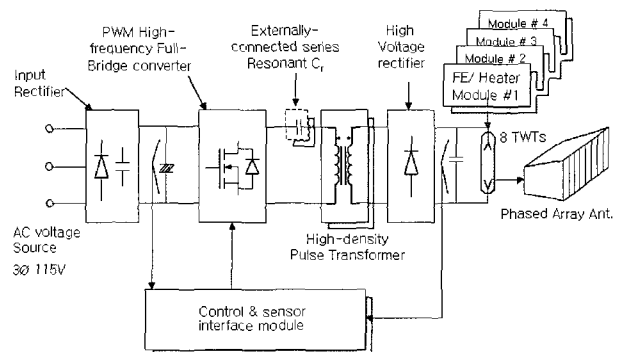 PWM High-
frequency Full-
Bridge converter
Externally-
connected series
Resonant Cr
High
Voltage
rectifier
Module # 4
Module # 3
Module # 2
FE/ Heater
Module #1
Input
Rectifier
8 TWTs
Phased Array Ant.
AC voltage
Source
3Ø 115V
High-density
Pulse Transformer
Control & sensor
interface module